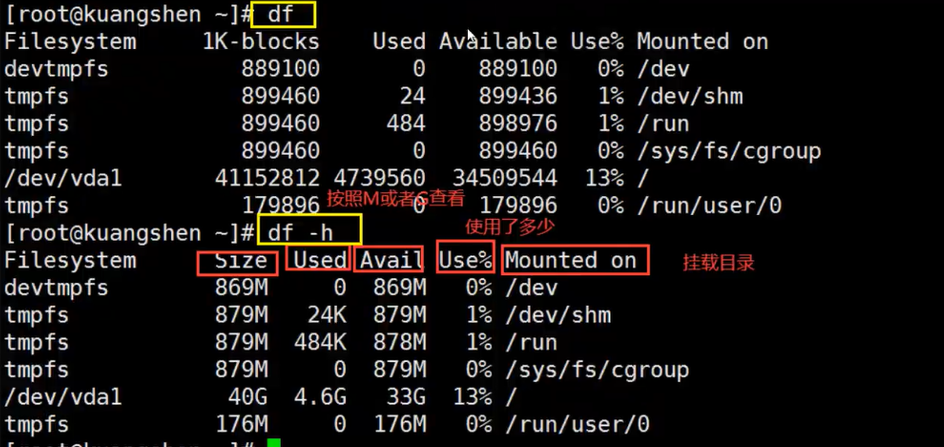 [root@kuangshen ~]# df
Filesystem 1K-blocks Used Available Use% Mounted on
devtmpfs 889100 0 889100 0% /dev
tmpfs 899460 24 899436 1% /dev/shm
tmpfs 899460 484 898976 1% /run
tmpfs 899460 0 899460 0% /sys/fs/cgroup
/dev/vda1 41152812 4739560 34509544 13% /
按照M或者G查看
tmpfs 179896 0 179896 0% /run/user/0
使用了多少
[root@kuangshen ~]# df -h
Filesystem Size Used Avail Use% Mounted on 挂载目录
devtmpfs 869M 0 869M 0% /dev
tmpfs 879M 24K 879M 1% /dev/shm
tmpfs 879M 484K 878M 1% /run
tmpfs 879M 0 879M 0% /sys/fs/cgroup
/dev/vda1 40G 4.6G 33G 13% /
tmpfs 176M 0 176M 0% /run/user/0
[root@kuangshen ~]#